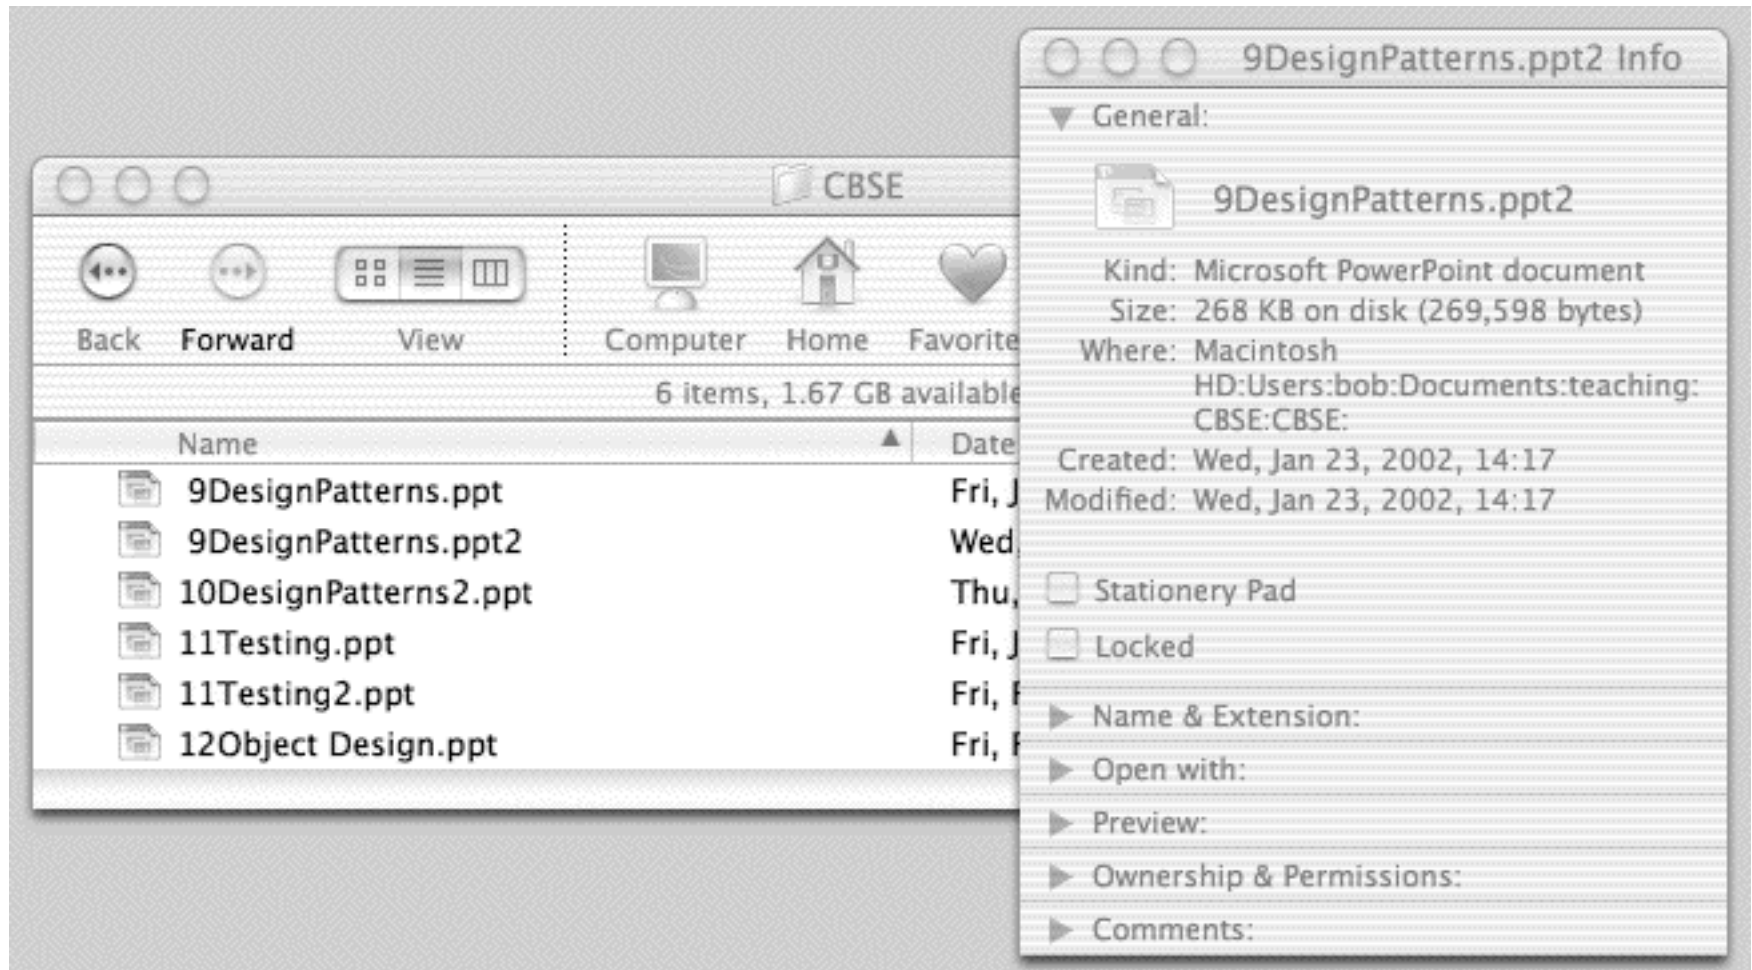 9DesignPatterns.ppt2 Info
General:
9DesignPatterns.ppt2
Kind: Microsoft PowerPoint document
Size: 268 KB on disk (269,598 bytes)
Where: Macintosh
HD:Users:bob:Documents:teaching:
CBSE:CBSE:
Created: Wed, Jan 23, 2002, 14:17
Modified: Wed, Jan 23, 2002, 14:17
Stationery Pad
Locked
Name & Extension:
Open with:
Preview:
Ownership & Permissions:
Comments:
CBSE
Back Forward View Computer Home Favorite
6 items, 1.67 GB available
Name Date
9DesignPatterns.ppt Fri, J
9DesignPatterns.ppt2 Wed,
10DesignPatterns2.ppt Thu,
11Testing.ppt Fri, J
11Testing2.ppt Fri, F
12Object Design.ppt Fri, F